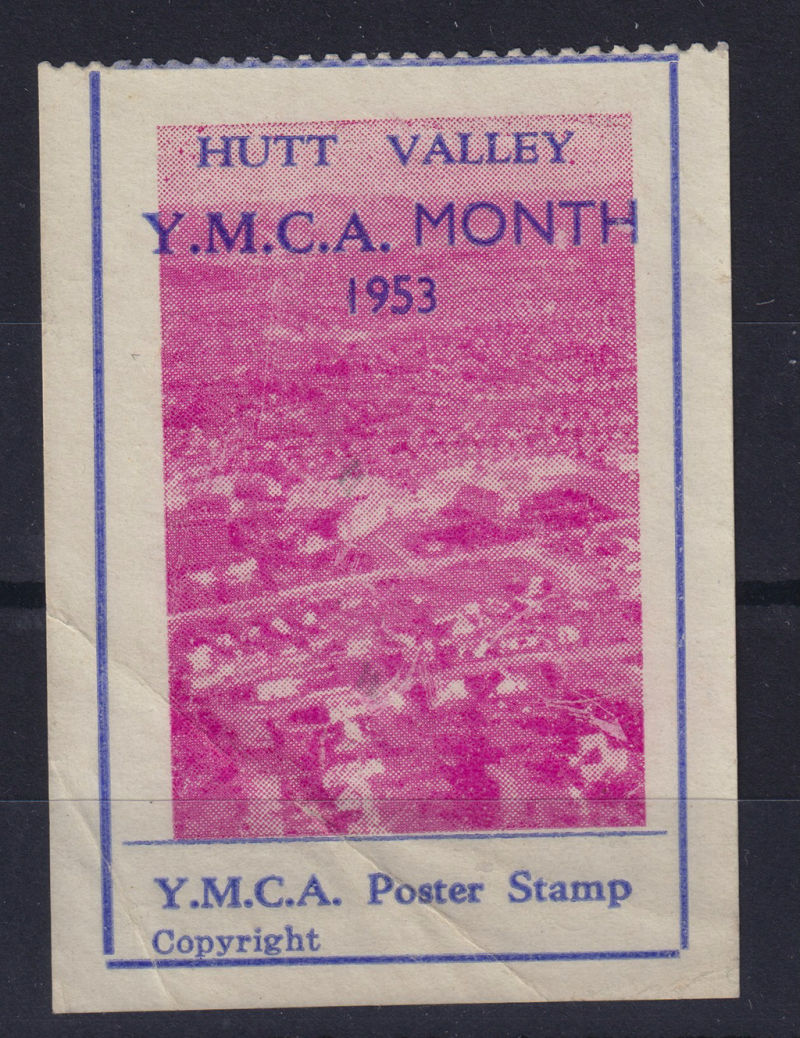 HUTT VALLEY
Y.M.C.A. MONTH
1953
Y.M.C.A. Poster Stamp
Copyright